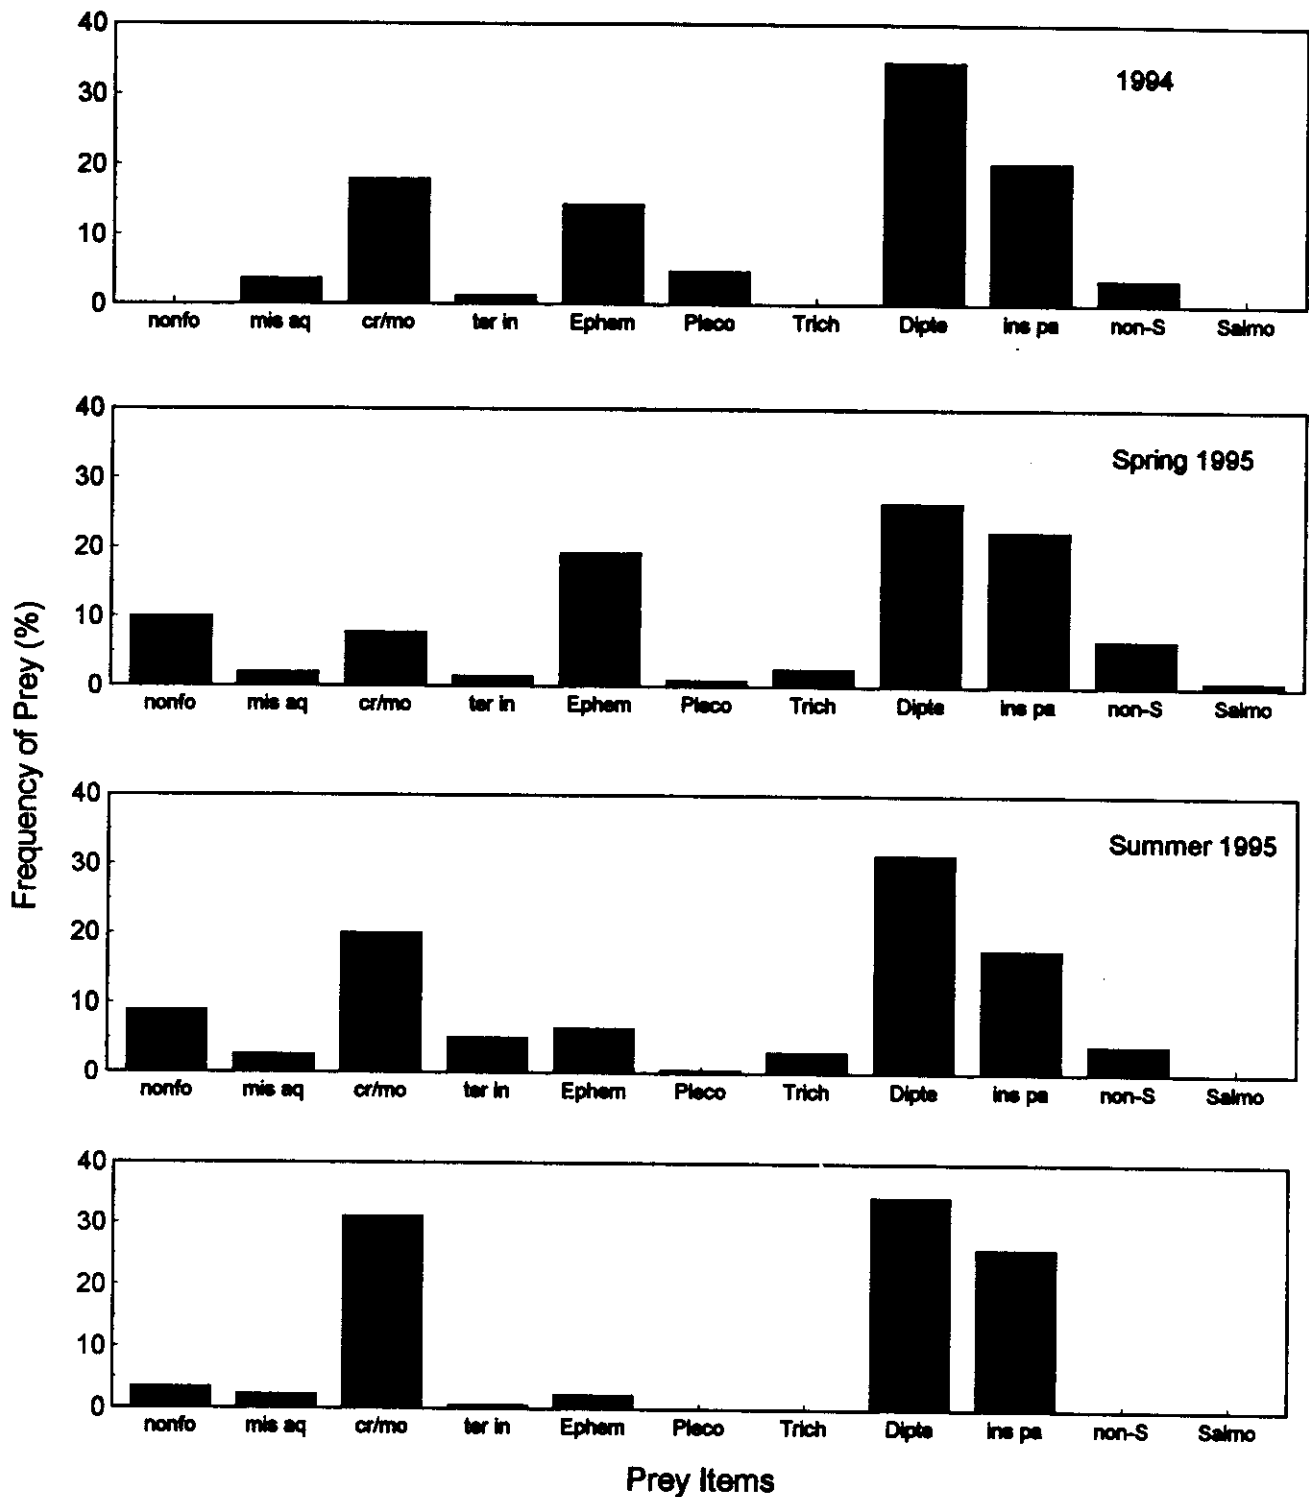 40
30
20
10
0
1994
nonfo mis aq cr/mo ter in Ephem Pleco Trich Dipte ins pa non-S Salmo
40
30
20
10
0
Spring 1995
nonfo mis aq cr/mo ter in Ephem Pleco Trich Dipte ins pa non-S Salmo
Frequency of Prey (%)
40
30
20
10
0
Summer 1995
nonfo mis aq cr/mo ter in Ephem Pleco Trich Dipte ins pa non-S Salmo
40
30
20
10
0
nonfo mis aq cr/mo ter in Ephem Pleco Trich Dipte ins pa non-S Salmo
Prey Items